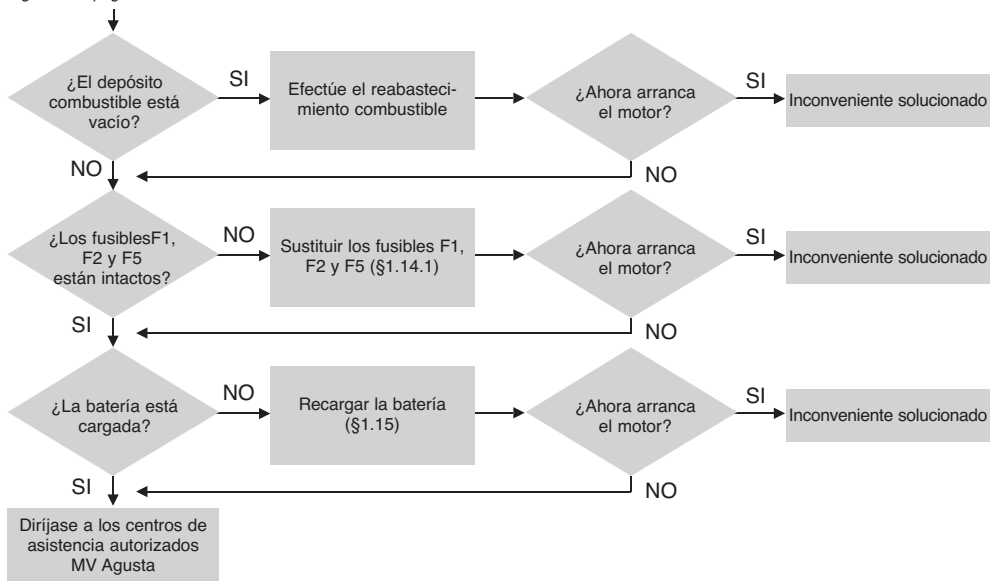 ¿El depósito
combustible está
vacío?
SI
Efectúe el reabasteci-
miento combustible
¿Ahora arranca
el motor?
SI
Inconveniente solucionado
NO
NO
¿Los fusiblesF1,
F2 y F5
están intactos?
NO
Sustituir los fusibles F1,
F2 y F5 (§1.14.1)
¿Ahora arranca
el motor?
SI
Inconveniente solucionado
SI
NO
¿La batería está
cargada?
NO
Recargar la batería
(§1.15)
¿Ahora arranca
el motor?
SI
Inconveniente solucionado
SI
NO
Diríjase a los centros de
asistencia autorizados
MV Agusta